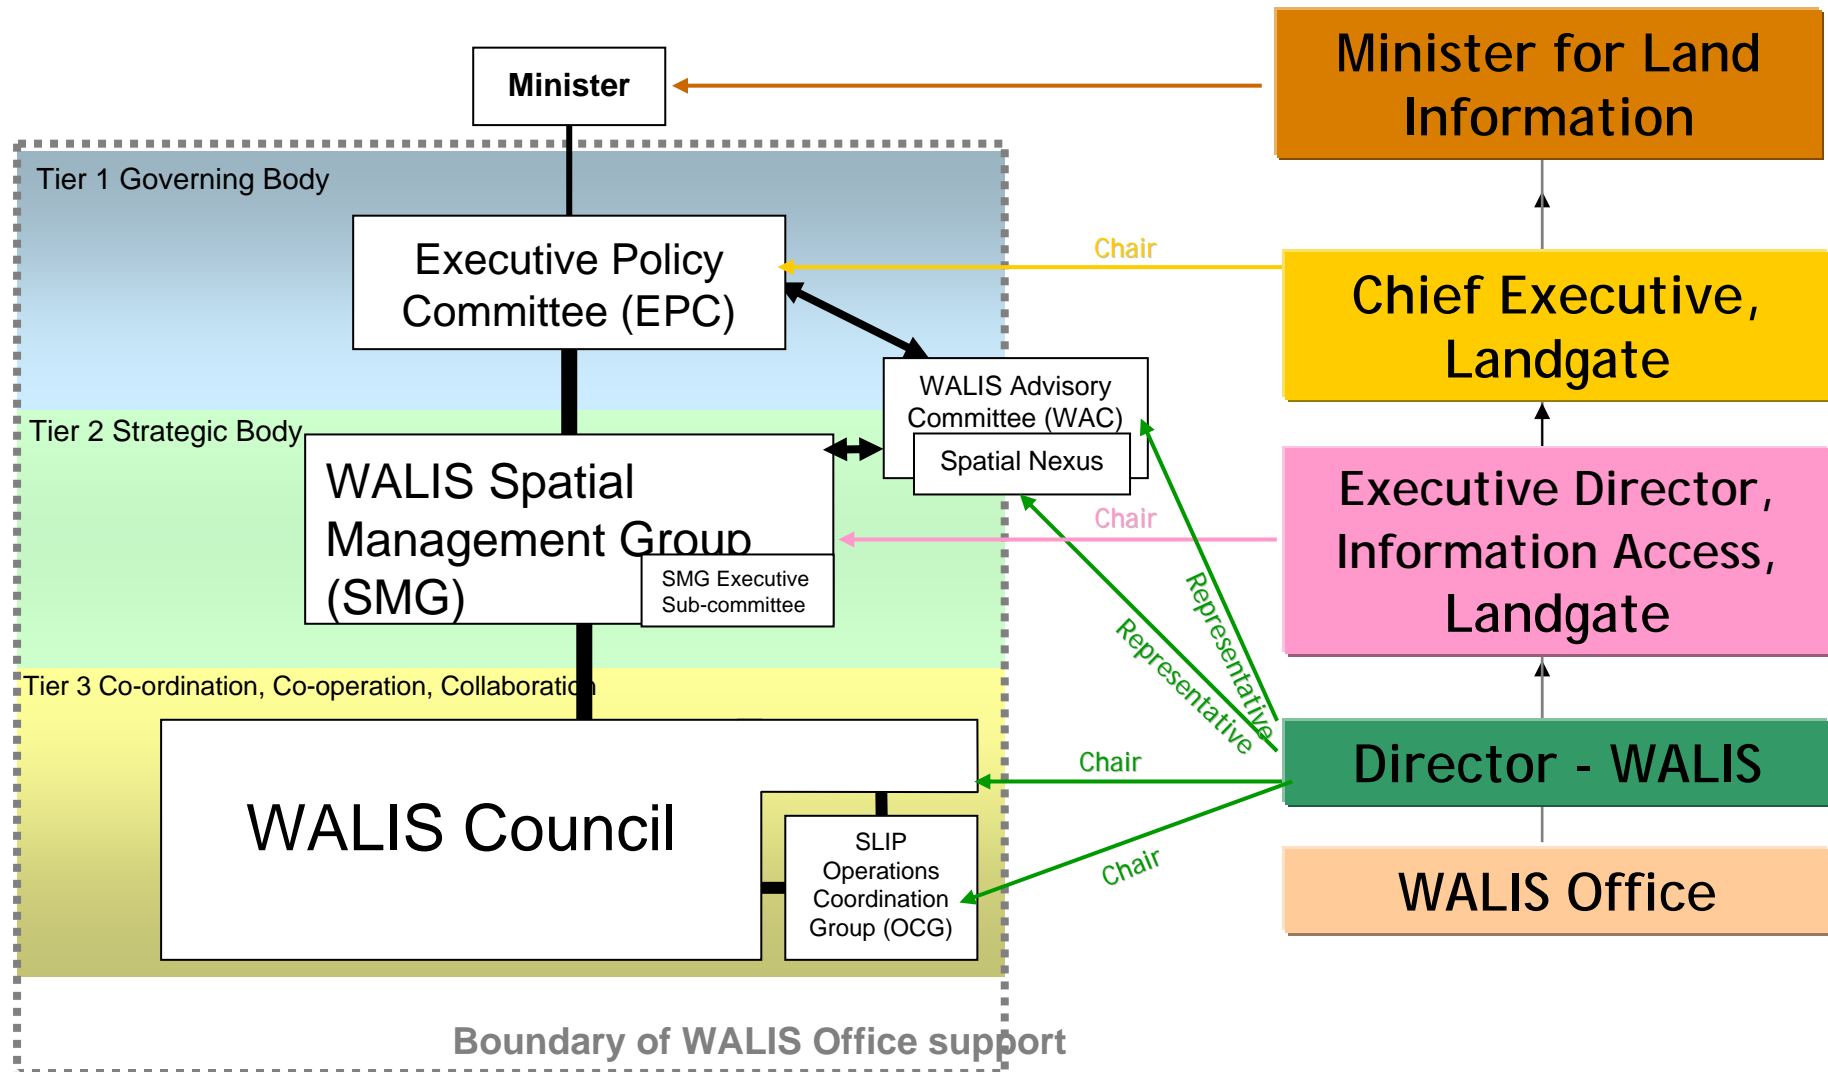 Minister
Minister for Land
Information
Tier 1 Governing Body
Executive Policy
Committee (EPC)
Chair
Chief Executive,
Landgate
WALIS Advisory
Committee (WAC)
Spatial Nexus
Tier 2 Strategic Body
WALIS Spatial
Management Group
(SMG)
SMG Executive
Sub-committee
Chair
Executive Director,
Information Access,
Landgate
Representative
Representative
Tier 3 Co-ordination, Co-operation, Collaboration
WALIS Council
Chair
Director - WALIS
SLIP
Operations
Coordination
Group (OCG)
Chair
WALIS Office
Boundary of WALIS Office support